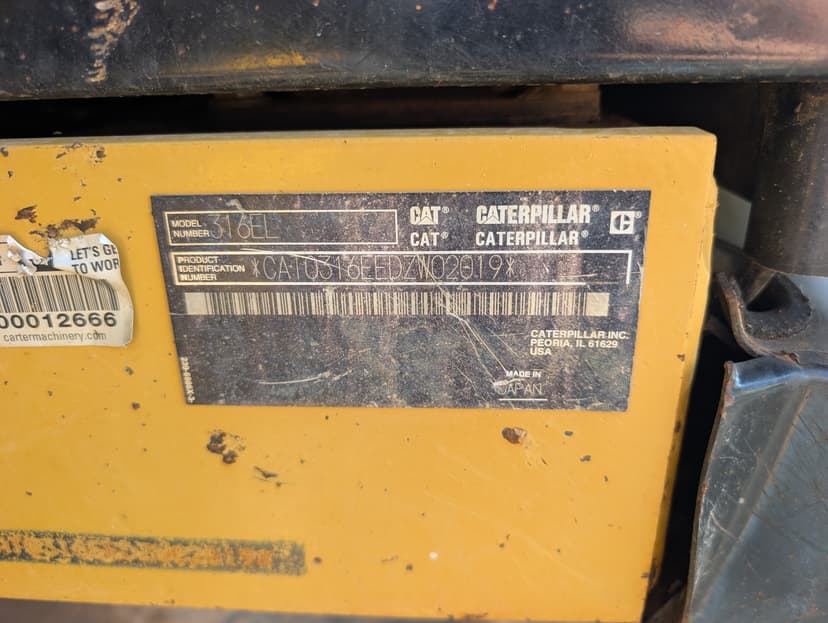 MODEL NUMBER 316EL
CAT® CATERPILLAR® C®
CAT® CATERPILLAR®
PRODUCT IDENTIFICATION NUMBER *CAT0316EEDZW02019*
CATERPILLAR INC.
PEORIA, IL 61629
USA
MADE IN
JAPAN
LET'S GE
TO WOR
00012666
cartermachinery.com